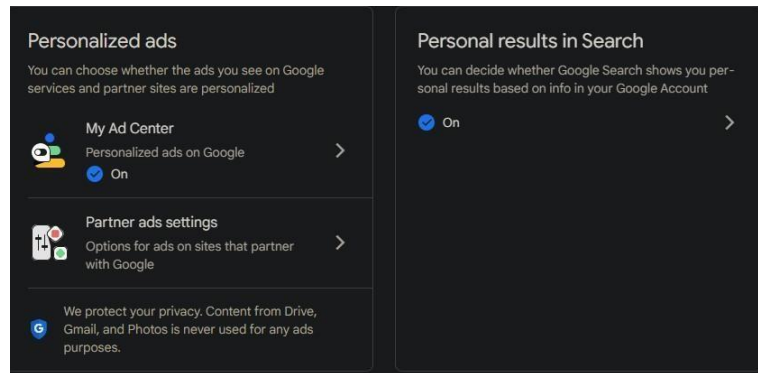 Personalized ads
You can choose whether the ads you see on Google
services and partner sites are personalized
My Ad Center
Personalized ads on Google
On
Partner ads settings
Options for ads on sites that partner
with Google
We protect your privacy. Content from Drive,
Gmail, and Photos is never used for any ads
purposes.
Personal results in Search
You can decide whether Google Search shows you per-
sonal results based on info in your Google Account
On